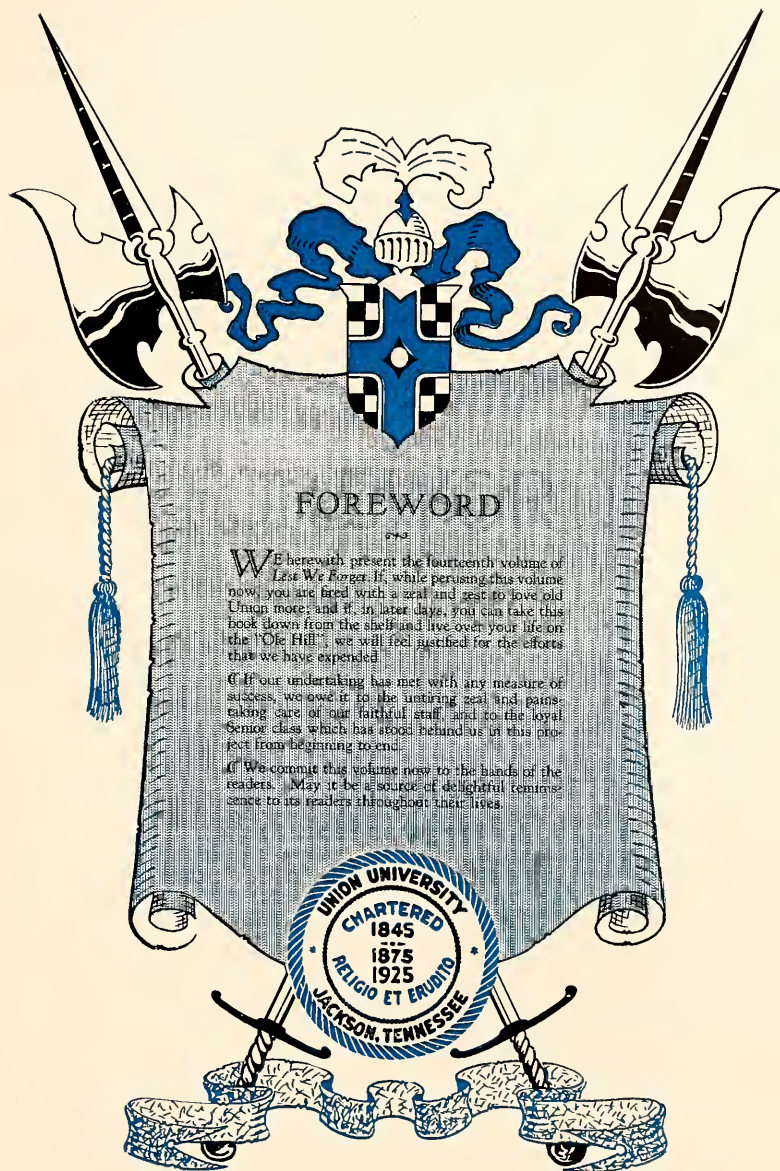 FOREWORD
WE herewith present the fourteenth volume of
Lest We Forget. If, while perusing this volume
now, you are fired with a zeal and zest to love old
Union more; and if, in later days, you can take this
book down from the shelf and live over your life on
the "Ole Hill", we will feel justified for the efforts
that we have expended.
❡ If our undertaking has met with any measure of
success, we owe it to the untiring zeal and pains-
taking care of our faithful staff, and to the loyal
Senior class which has stood behind us in this pro-
ject from beginning to end.
❡ We commit this volume now to the hands of the
readers. May it be a source of delightful reminis-
cence to its readers throughout their lives.
UNION UNIVERSITY
CHARTERED
1845
1875
1925
RELIGIO ET ERUDITO
JACKSON, TENNESSEE